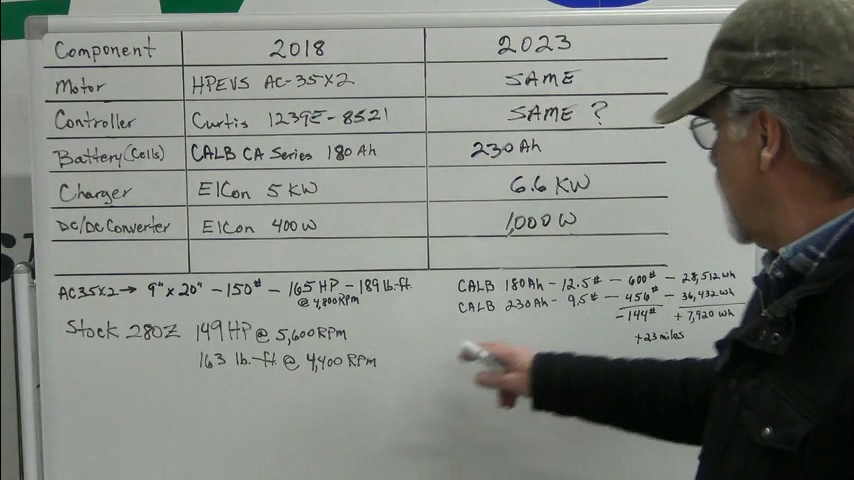 Component 2018 2023
Motor HPEVS AC-35X2 SAME
Controller Curtis 1239E-8521 SAME ?
Battery (Cells) CALB CA Series 180 Ah 230 Ah
Charger ElCon 5 KW 6.6 KW
DC/DC Converter ElCon 400 W 1,000 W
AC35X2 → 9" x 20" - 150# - 165 HP - 189 lb.-ft.
@ 4,800 RPM
Stock 280Z 149 HP @ 5,600 RPM
163 lb.-ft. @ 4,400 RPM
CALB 180Ah - 12.5# - 600# - 28,512 Wh
CALB 230Ah - 9.5# - 456# - 36,432 Wh
-144# + 7,920 Wh
+23 miles